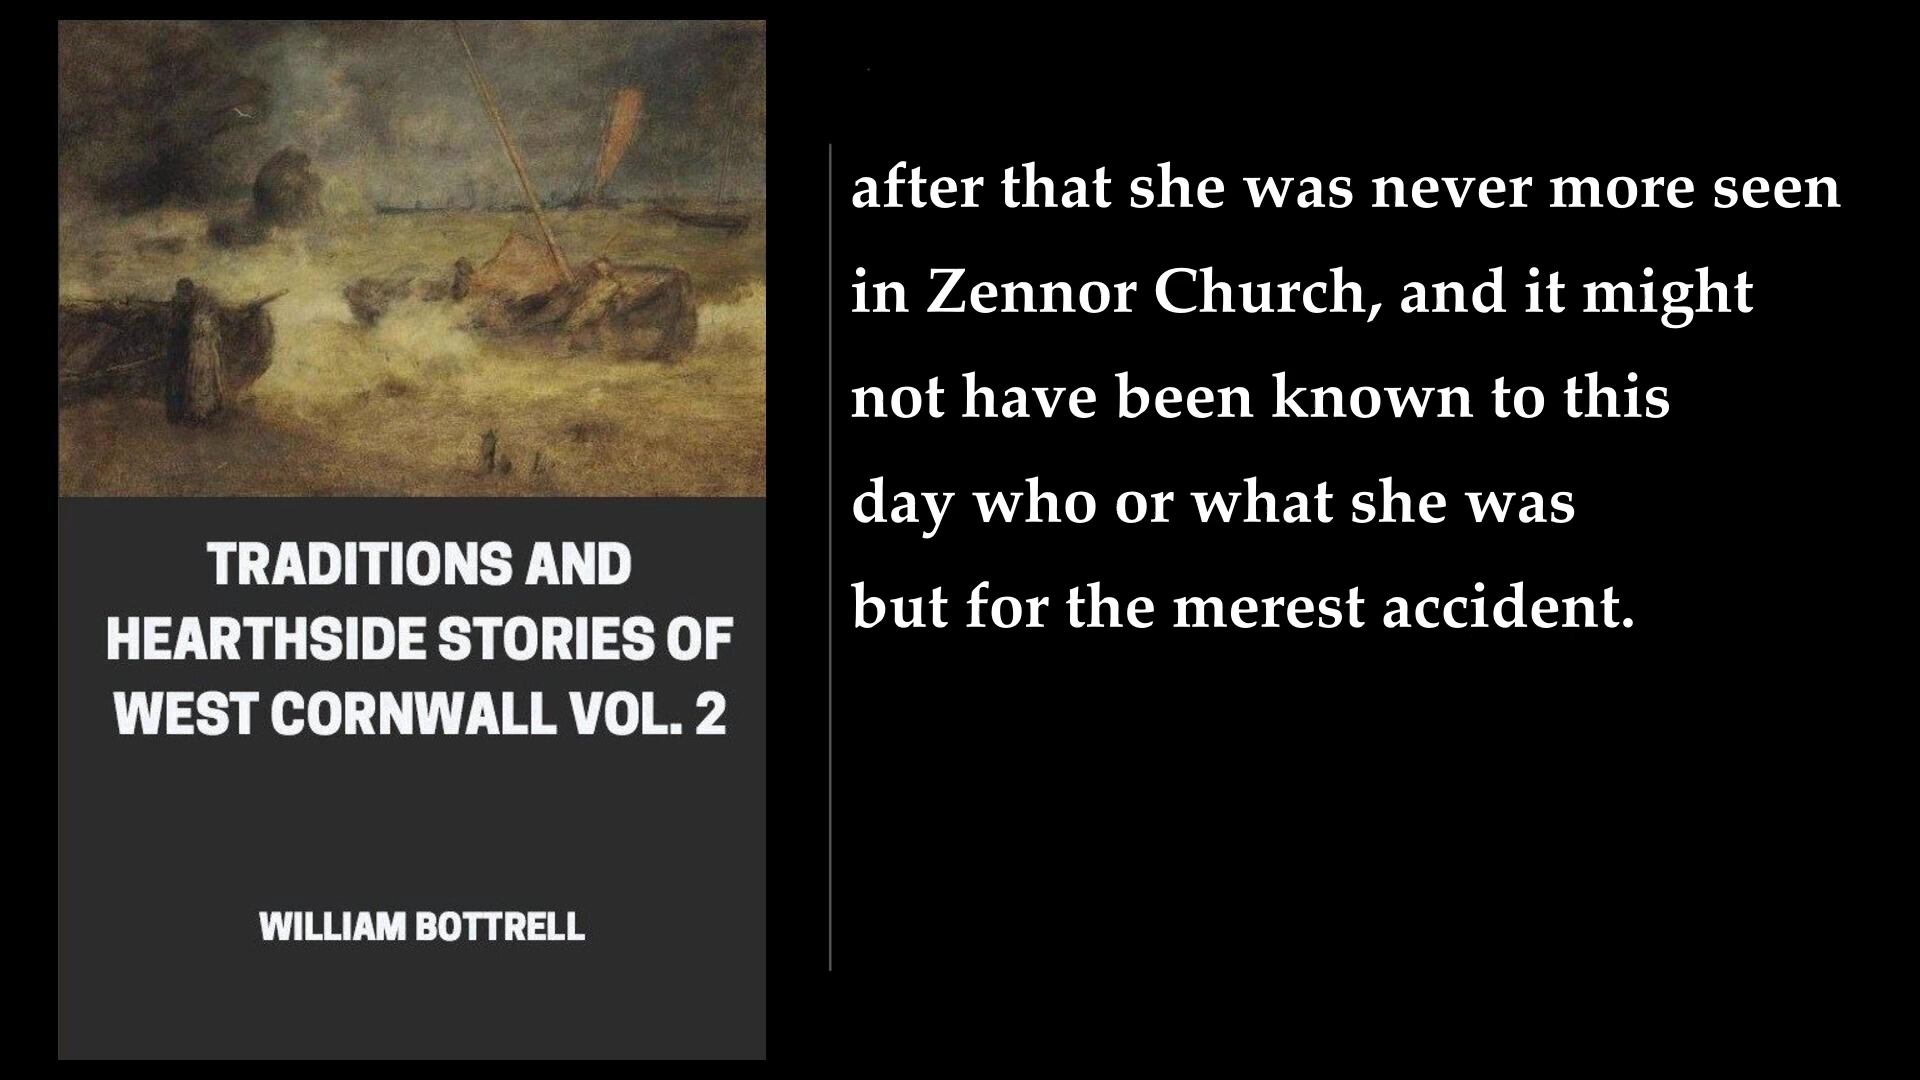 TRADITIONS AND
HEARTHSIDE STORIES OF
WEST CORNWALL VOL. 2
WILLIAM BOTTRELL
after that she was never more seen
in Zennor Church, and it might
not have been known to this
day who or what she was
but for the merest accident.